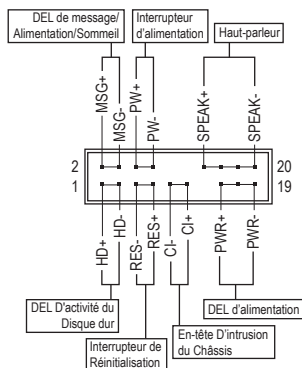 DEL de message/
Alimentation/Sommeil
Interrupteur
d'alimentation
Haut-parleur
MSG+
MSG-
PW+
PW-
SPEAK+
SPEAK-
2
20
1
19
HD+
HD-
RES-
RES+
CI-
CI+
PWR+
PWR-
DEL D'activité du
Disque dur
Interrupteur de
Réinitialisation
En-tête D'intrusion
du Châssis
DEL d'alimentation